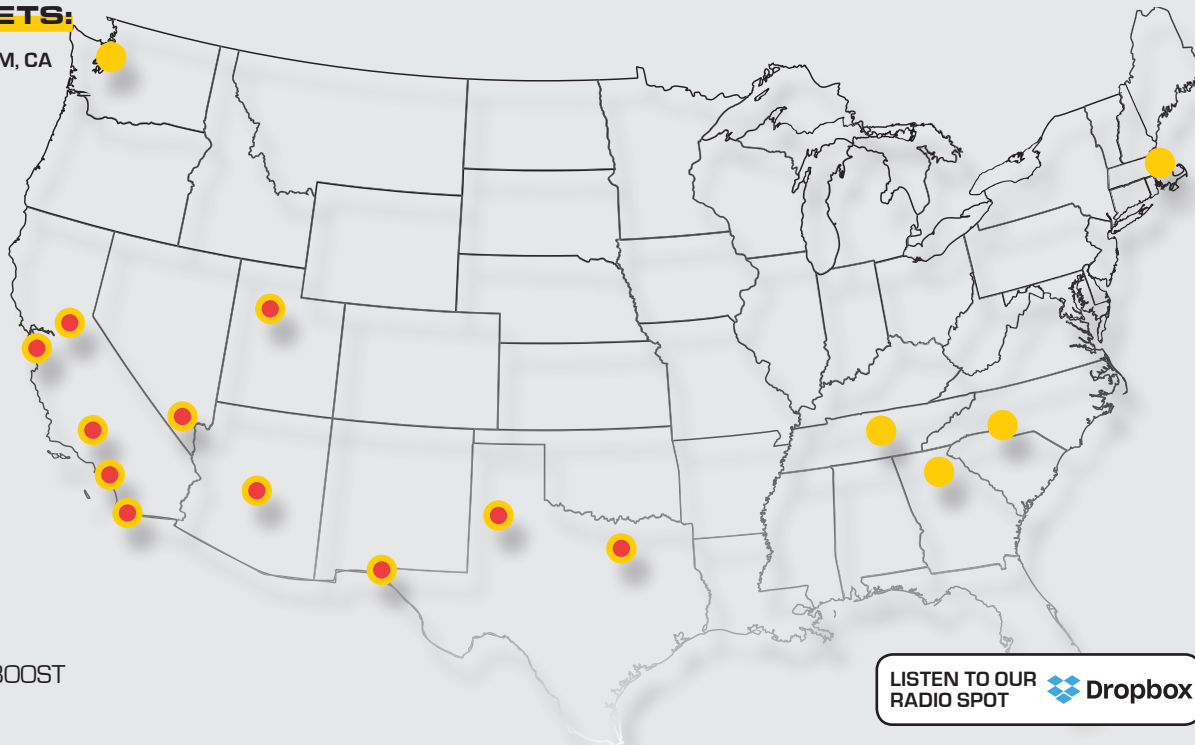 ETS:
M, CA
BOOST
LISTEN TO OUR
RADIO SPOT
Dropbox